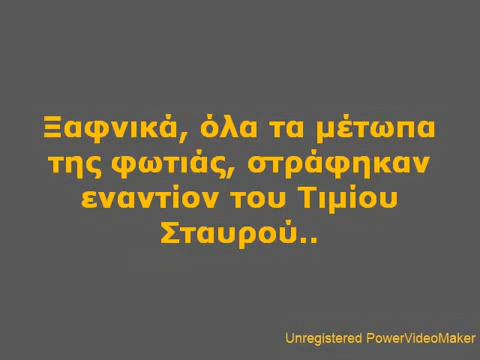 Ξαφνικά, όλα τα μέτωπα
της φωτιάς, στράφηκαν
εναντίον του Τιμίου
Σταυρού..
Unregistered PowerVideoMaker